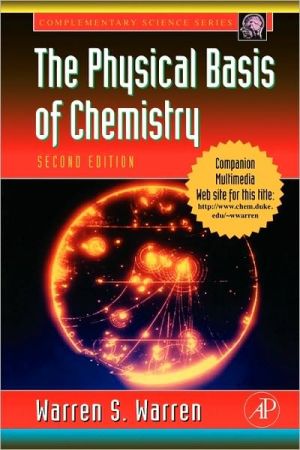 COMPLEMENTARY SCIENCE SERIES
The Physical Basis
of Chemistry
SECOND EDITION
Companion
Multimedia
Web site for this title:
http://www.chem.duke.
edu/~wwarren
Warren S. Warren
AP